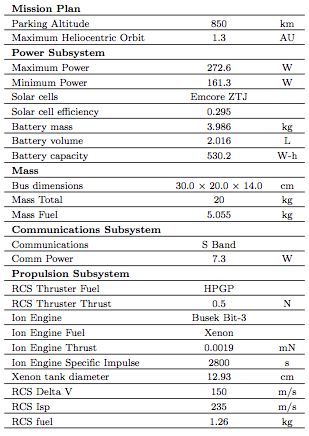 Mission Plan
Parking Altitude 850 km
Maximum Heliocentric Orbit 1.3 AU
Power Subsystem
Maximum Power 272.6 W
Minimum Power 161.3 W
Solar cells Emcore ZTJ
Solar cell efficiency 0.295
Battery mass 3.986 kg
Battery volume 2.016 L
Battery capacity 530.2 W-h
Mass
Bus dimensions 30.0 × 20.0 × 14.0 cm
Mass Total 20 kg
Mass Fuel 5.055 kg
Communications Subsystem
Communications S Band
Comm Power 7.3 W
Propulsion Subsystem
RCS Thruster Fuel HPGP
RCS Thruster Thrust 0.5 N
Ion Engine Busek Bit-3
Ion Engine Fuel Xenon
Ion Engine Thrust 0.0019 mN
Ion Engine Specific Impulse 2800 s
Xenon tank diameter 12.93 cm
RCS Delta V 150 m/s
RCS Isp 235 m/s
RCS fuel 1.26 kg